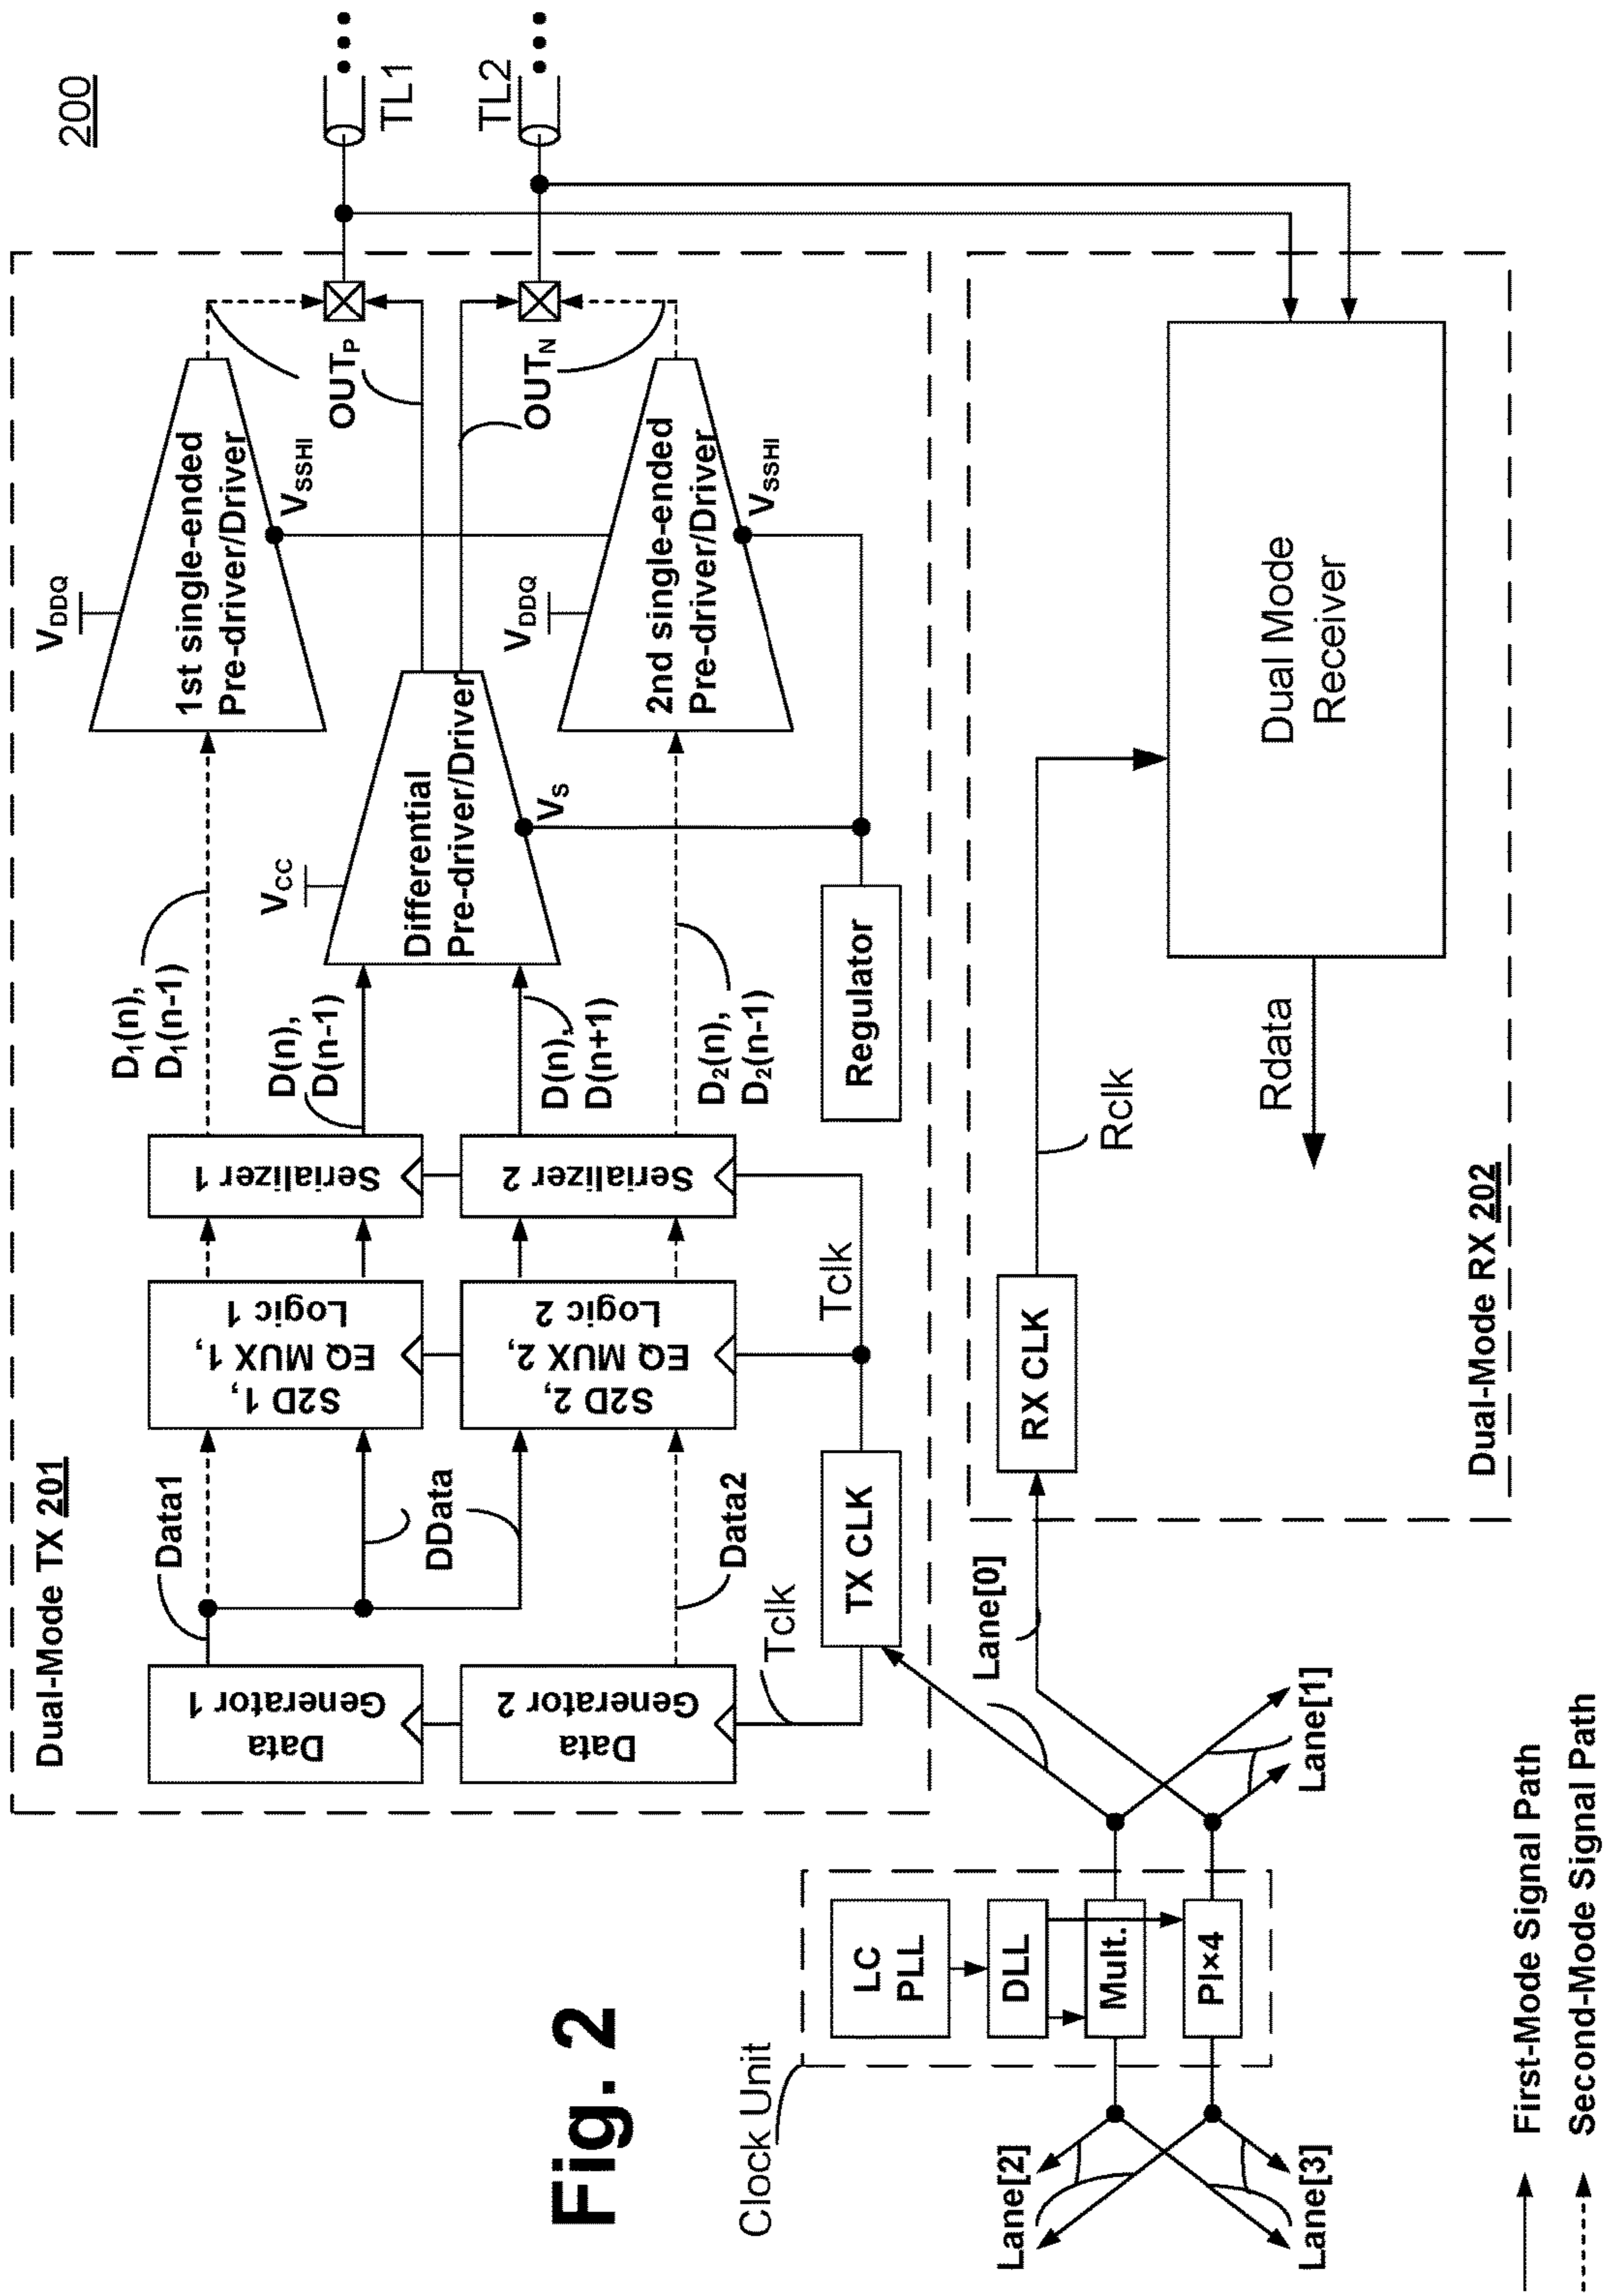 200
Dual-Mode TX 201
Data
Generator 1
Data
Generator 2
Data1
DData
Data2
Tclk
TX CLK
S2D 1,
EQ MUX 1,
Logic 1
S2D 2,
EQ MUX 2,
Logic 2
Tclk
Serializer 1
Serializer 2
D₁(n),
D₁(n-1)
D(n),
D(n-1)
D(n),
D(n+1)
D₂(n),
D₂(n-1)
Regulator
VCC
Differential
Pre-driver/Driver
VS
VDDQ
1st single-ended
Pre-driver/Driver
VSSHI
VDDQ
2nd single-ended
Pre-driver/Driver
VSSHI
OUTP
OUTN
TL1
TL2
Fig. 2
Clock Unit
LC
PLL
DLL
Mult.
PI×4
Lane[2]
Lane[3]
Lane[0]
Lane[1]
RX CLK
Rclk
Rdata
Dual Mode
Receiver
Dual-Mode RX 202
First-Mode Signal Path
Second-Mode Signal Path